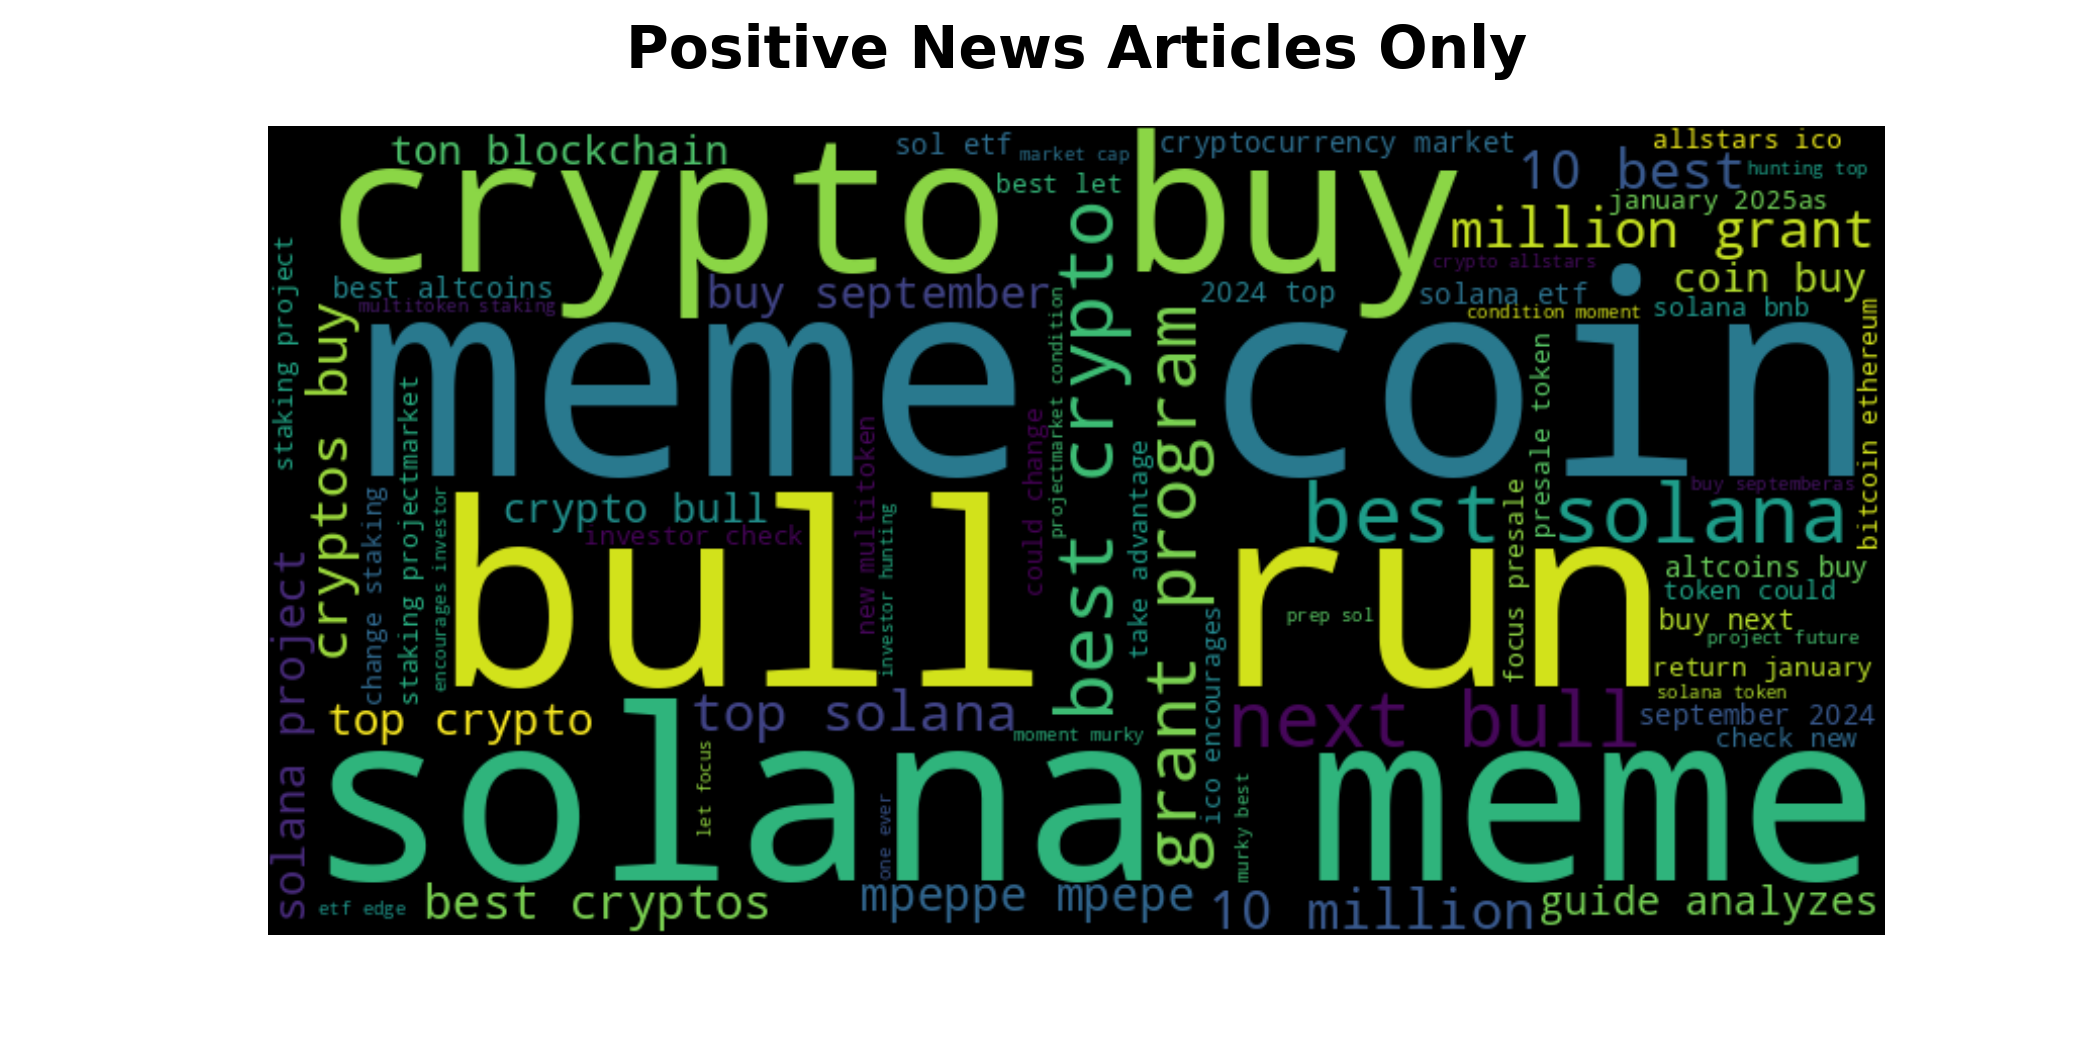 Positive News Articles Only
ton blockchain
sol etf
market cap
cryptocurrency market
allstars ico
10 best
hunting top
best let
crypto buy
january 2025as
million grant
crypto allstars
coin buy
best altcoins
multitoken staking
buy september
2024 top
solana etf
condition moment
solana bnb
staking project
cryptos buy
meme coin
best crypto
grant program
projectmarket condition
presale token
bitcoin ethereum
staking projectmarket
change staking
encourages investor
crypto bull
investor check
new multitoken
investor hunting
could change
take advantage
buy septemberas
best solana
focus presale
bull run
altcoins buy
token could
prep sol
buy next
project future
return january
solana token
solana project
top crypto
top solana
moment murky
next bull
september 2024
check new
ico encourages
let focus
solana meme
one ever
murky best
etf edge
best cryptos
mpeppe mpepe
10 million
guide analyzes